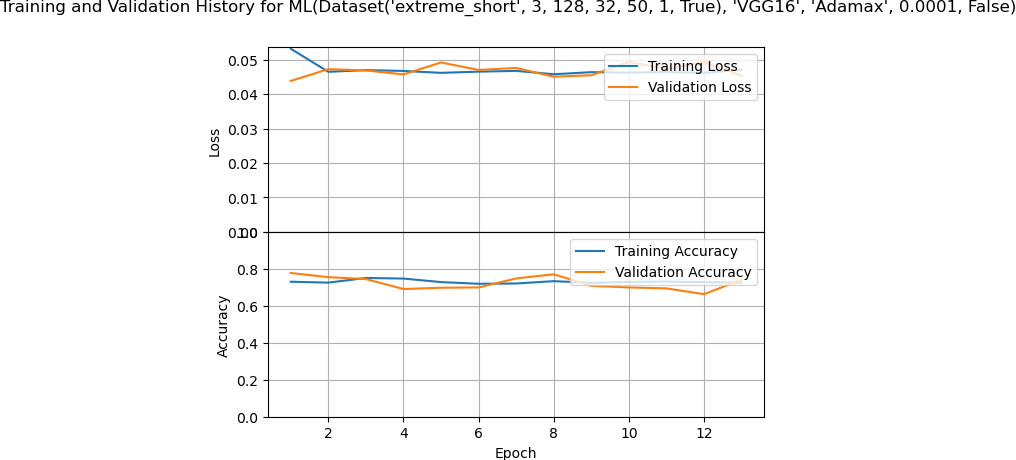 Training and Validation History for ML(Dataset('extreme_short', 3, 128, 32, 50, 1, True), 'VGG16', 'Adamax', 0.0001, False)
0.05
0.04
0.03
0.02
0.01
0.00
Loss
Training Loss
Validation Loss
1.0
0.8
0.6
0.4
0.2
0.0
Accuracy
Training Accuracy
Validation Accuracy
2 4 6 8 10 12
Epoch